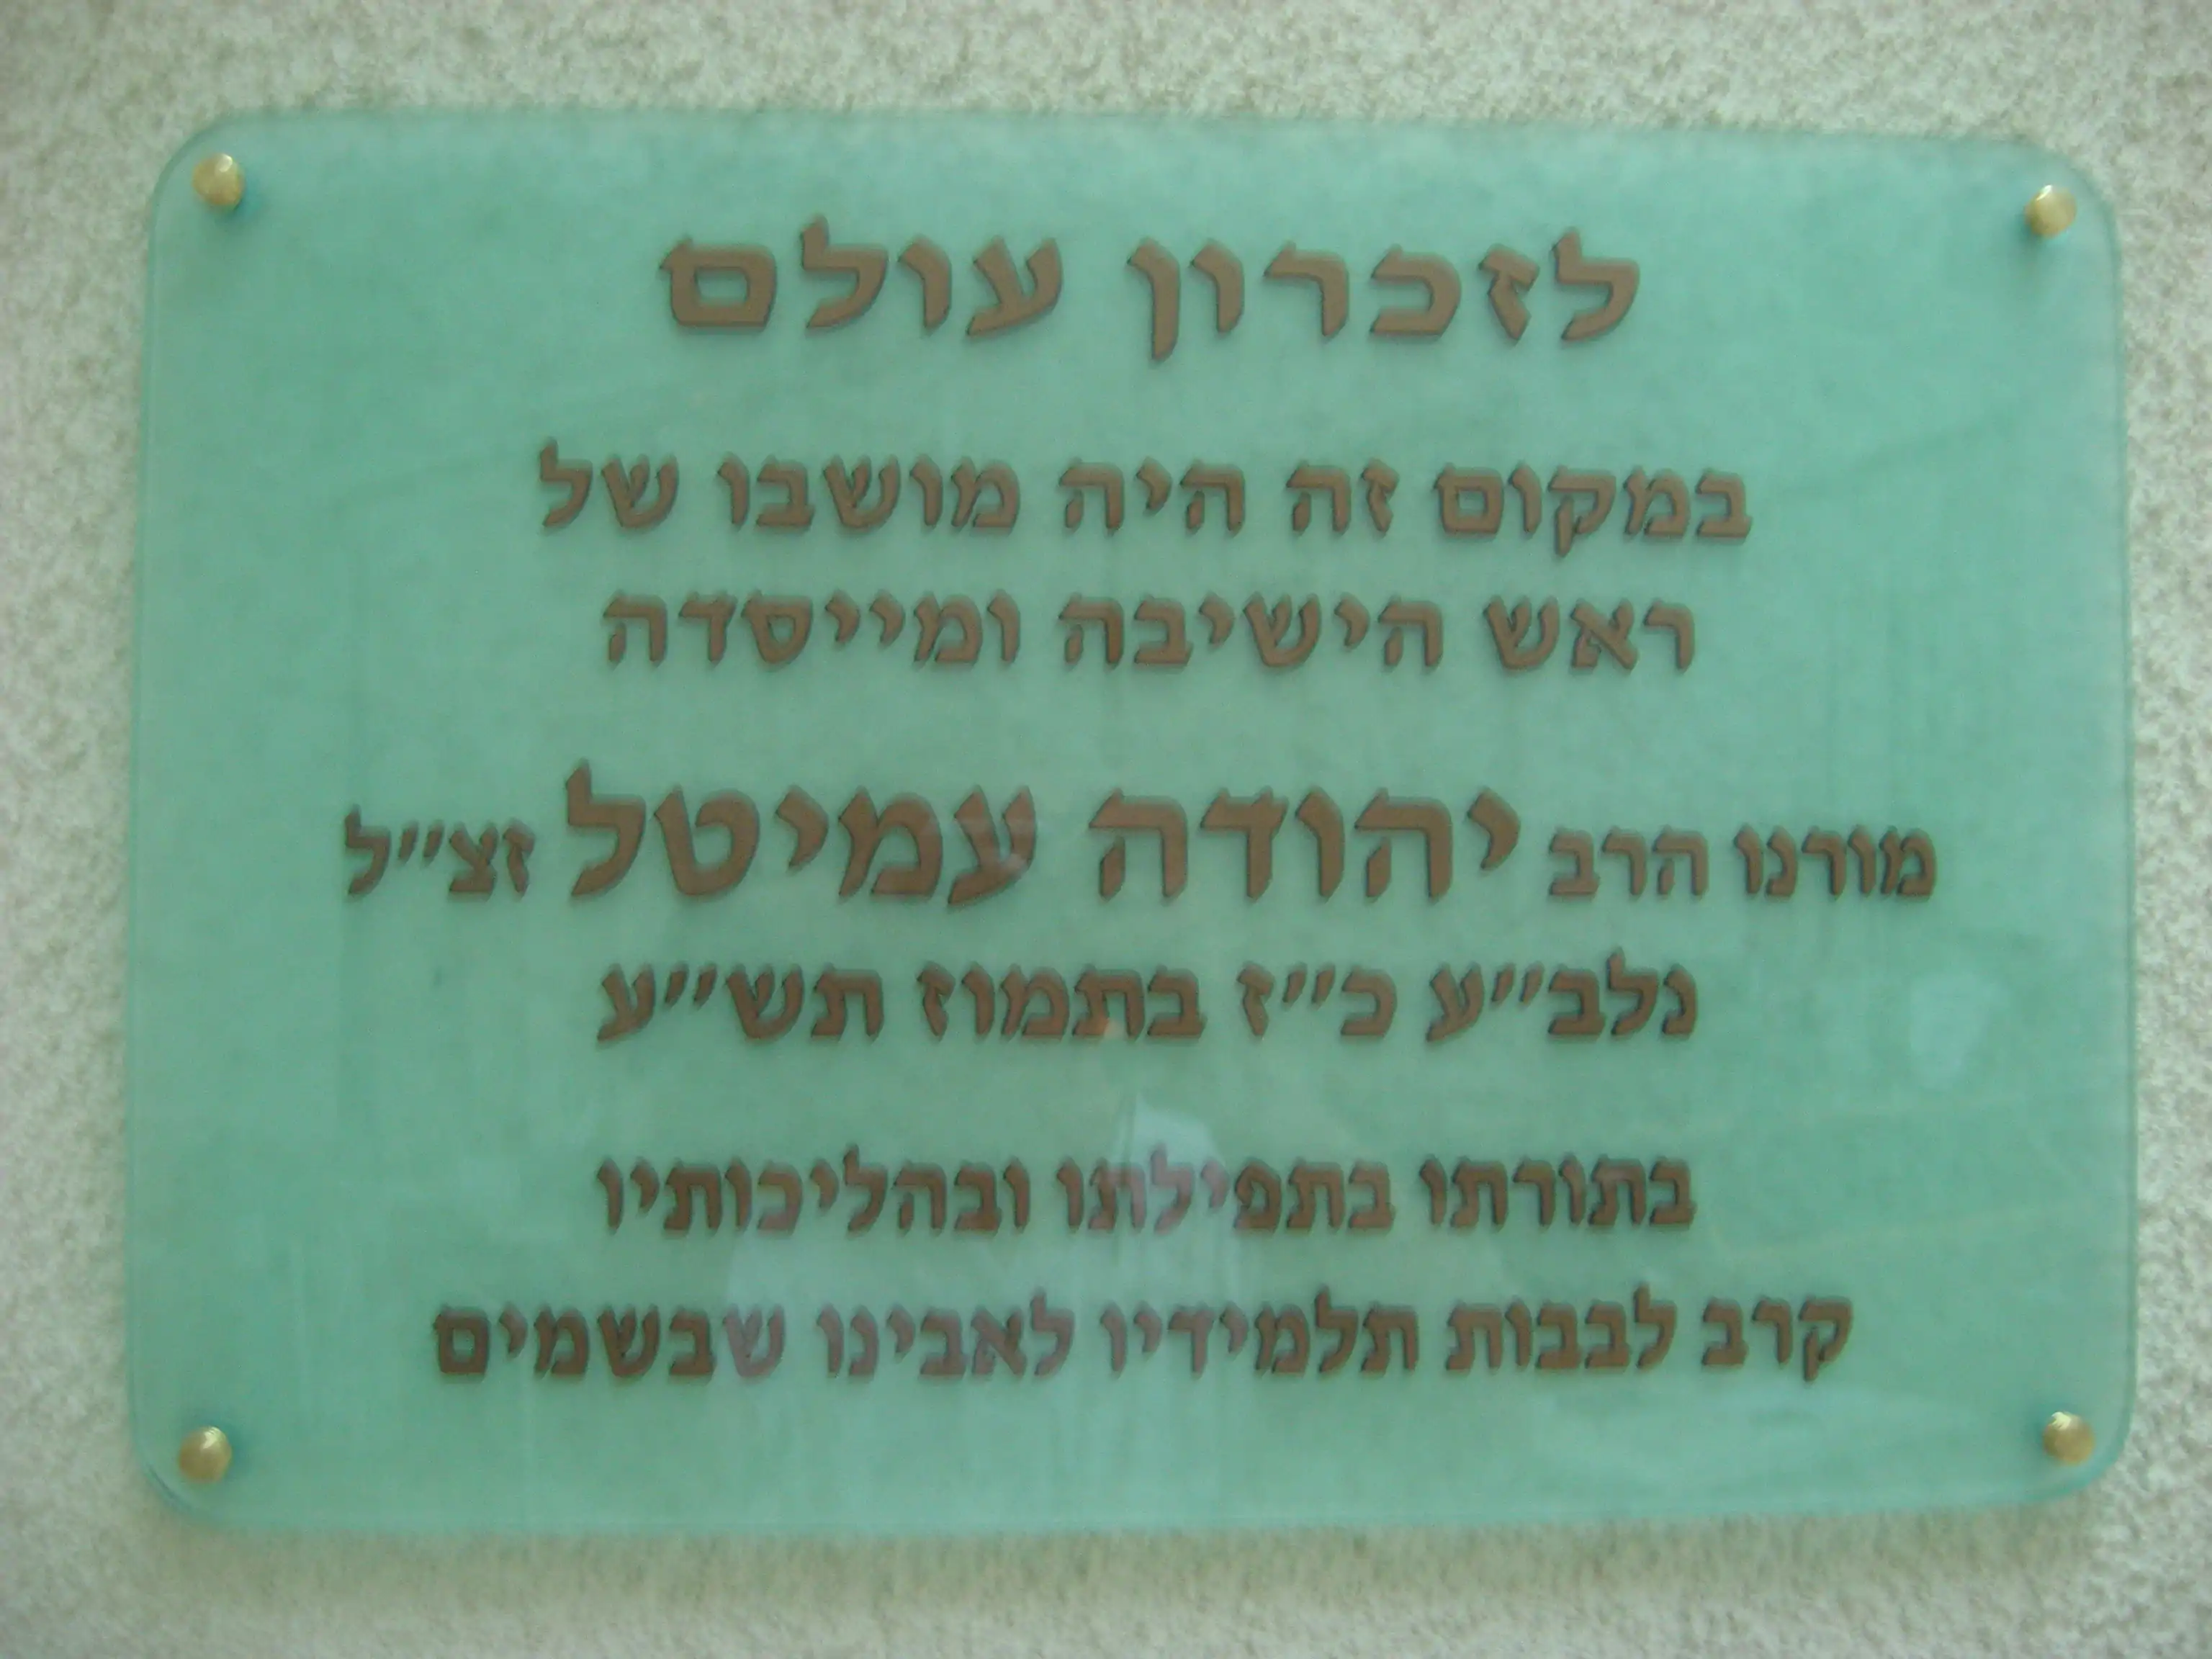 לזכרון עולם
במקום זה היה מושבו של
ראש הישיבה ומייסדה
מורנו הרב יהודה עמיטל זצ״ל
נלב״ע כ״ז בתמוז תש״ע
בתורתו בתפילתו ובהליכותיו
קרב לבבות תלמידיו לאבינו שבשמים